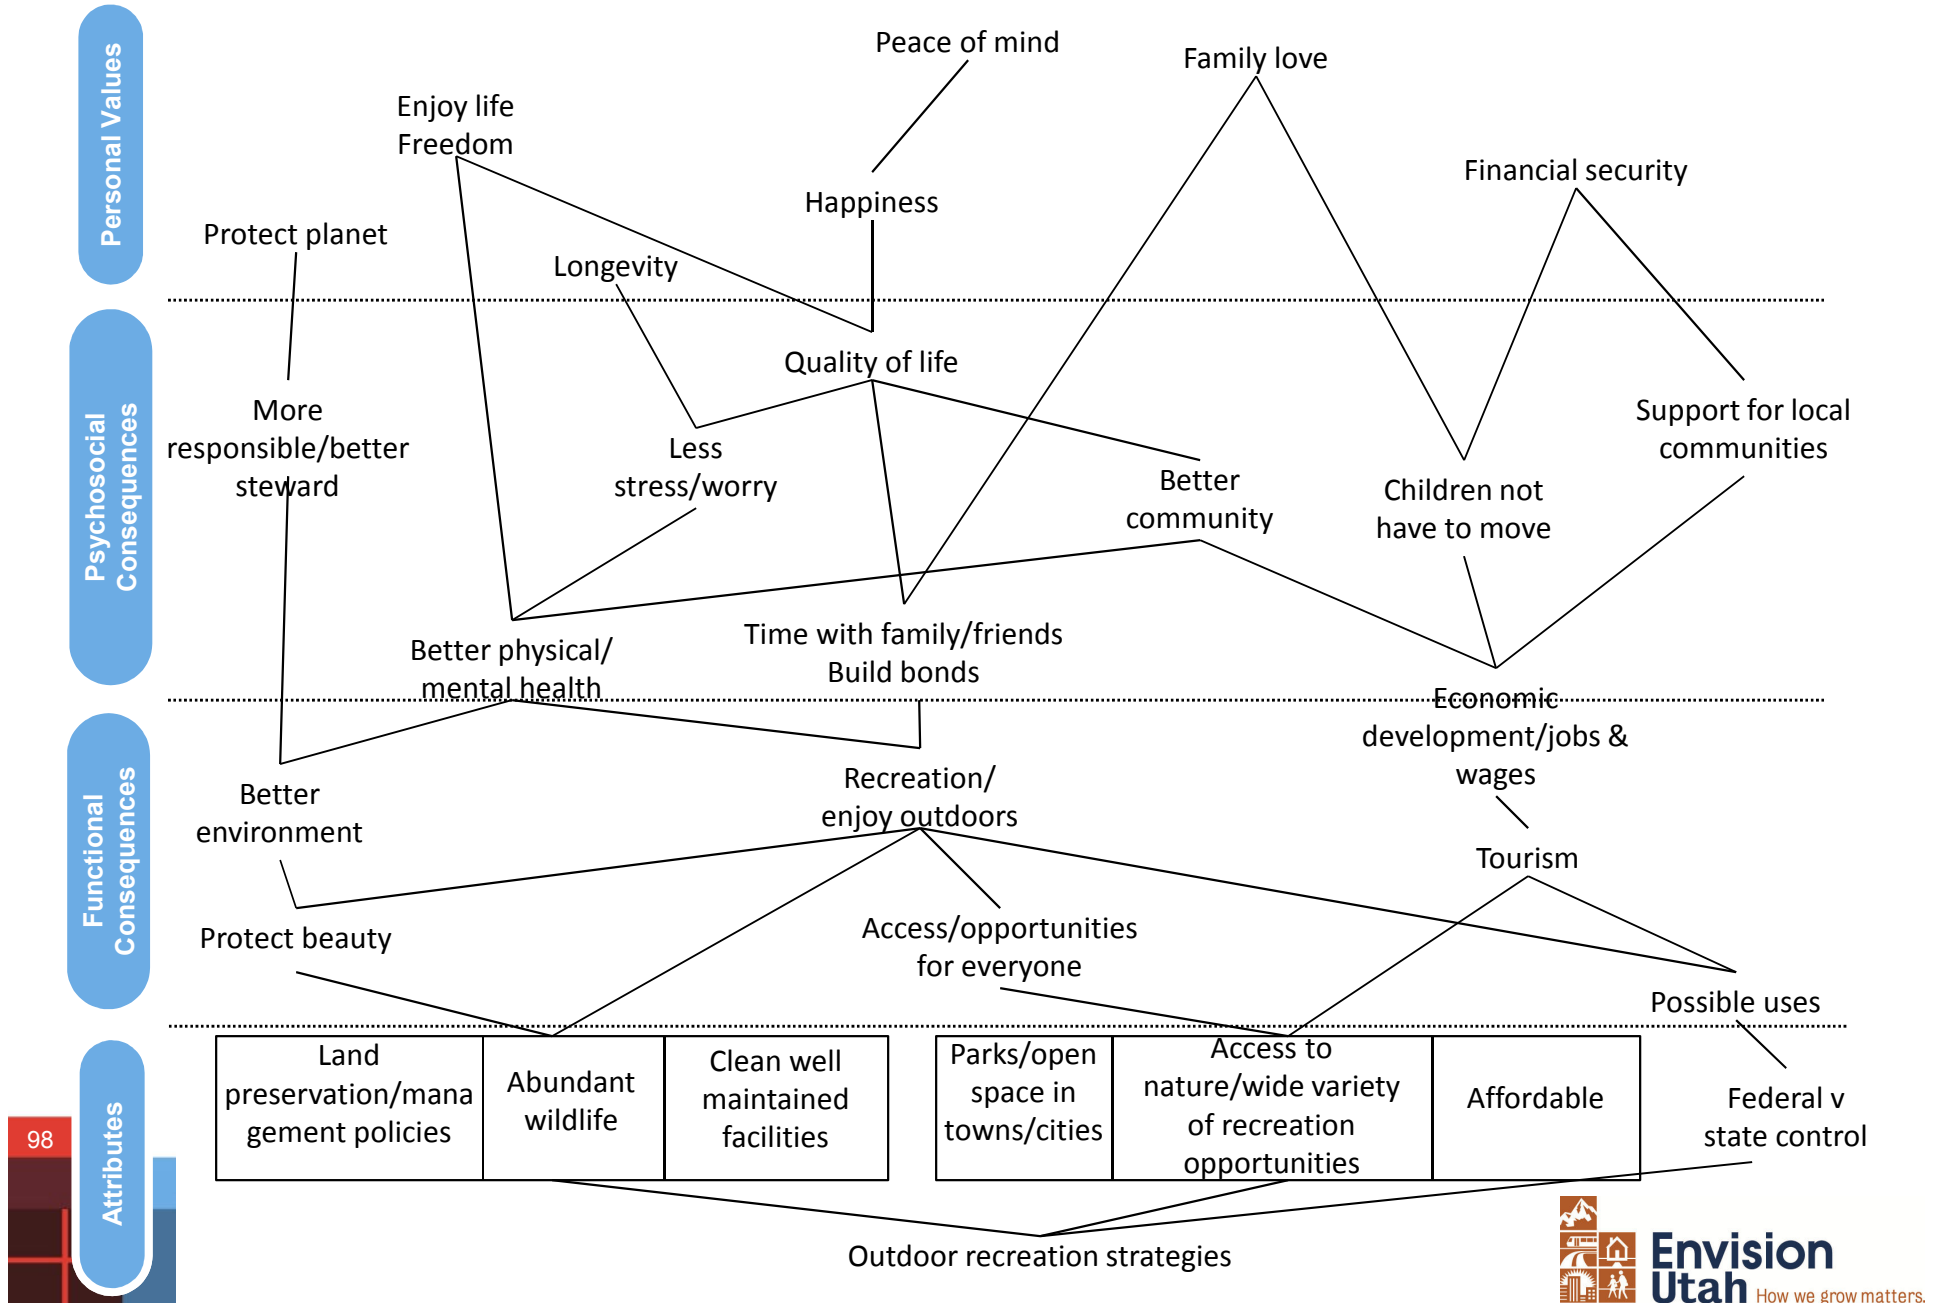 Personal Values
Peace of mind
Family love
Enjoy life
Freedom
Financial security
Happiness
Protect planet
Longevity
Psychosocial
Consequences
Quality of life
More
responsible/better
steward
Less
stress/worry
Better
community
Children not
have to move
Support for local
communities
Better physical/
mental health
Time with family/friends
Build bonds
Functional
Consequences
Economic
development/jobs &
wages
Better
environment
Recreation/
enjoy outdoors
Tourism
Protect beauty
Access/opportunities
for everyone
Possible uses
Attributes
Land
preservation/mana
gement policies
Abundant
wildlife
Clean well
maintained
facilities
Parks/open
space in
towns/cities
Access to
nature/wide variety
of recreation
opportunities
Affordable
Federal v
state control
98
Outdoor recreation strategies
Envision
Utah How we grow matters.